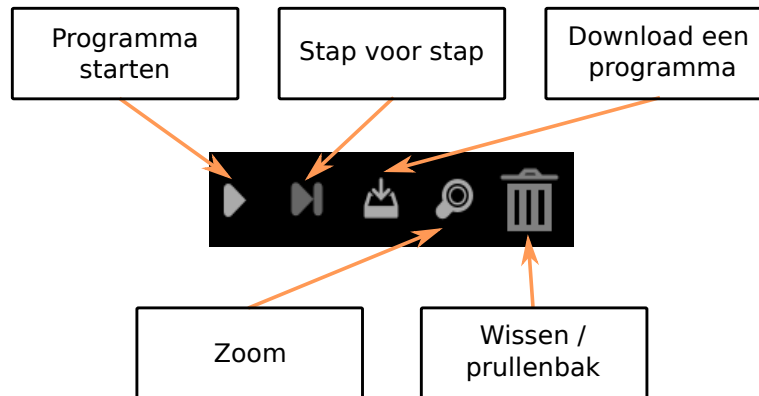 Programma
starten
Stap voor stap
Download een
programma
Zoom
Wissen /
prullenbak